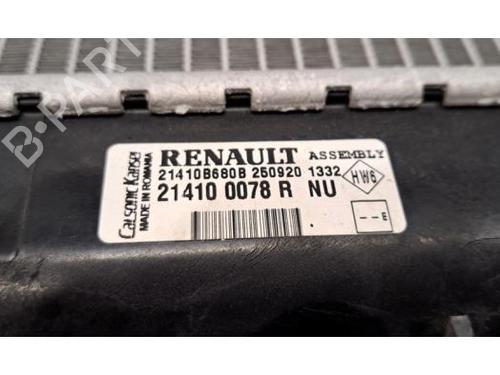 B-PARTS
RENAULT ASSEMBLY
21410B680B 250920 1332
21410 0078 R NU
HW6
--E
Calsonic Kansei
MADE IN ROMANIA